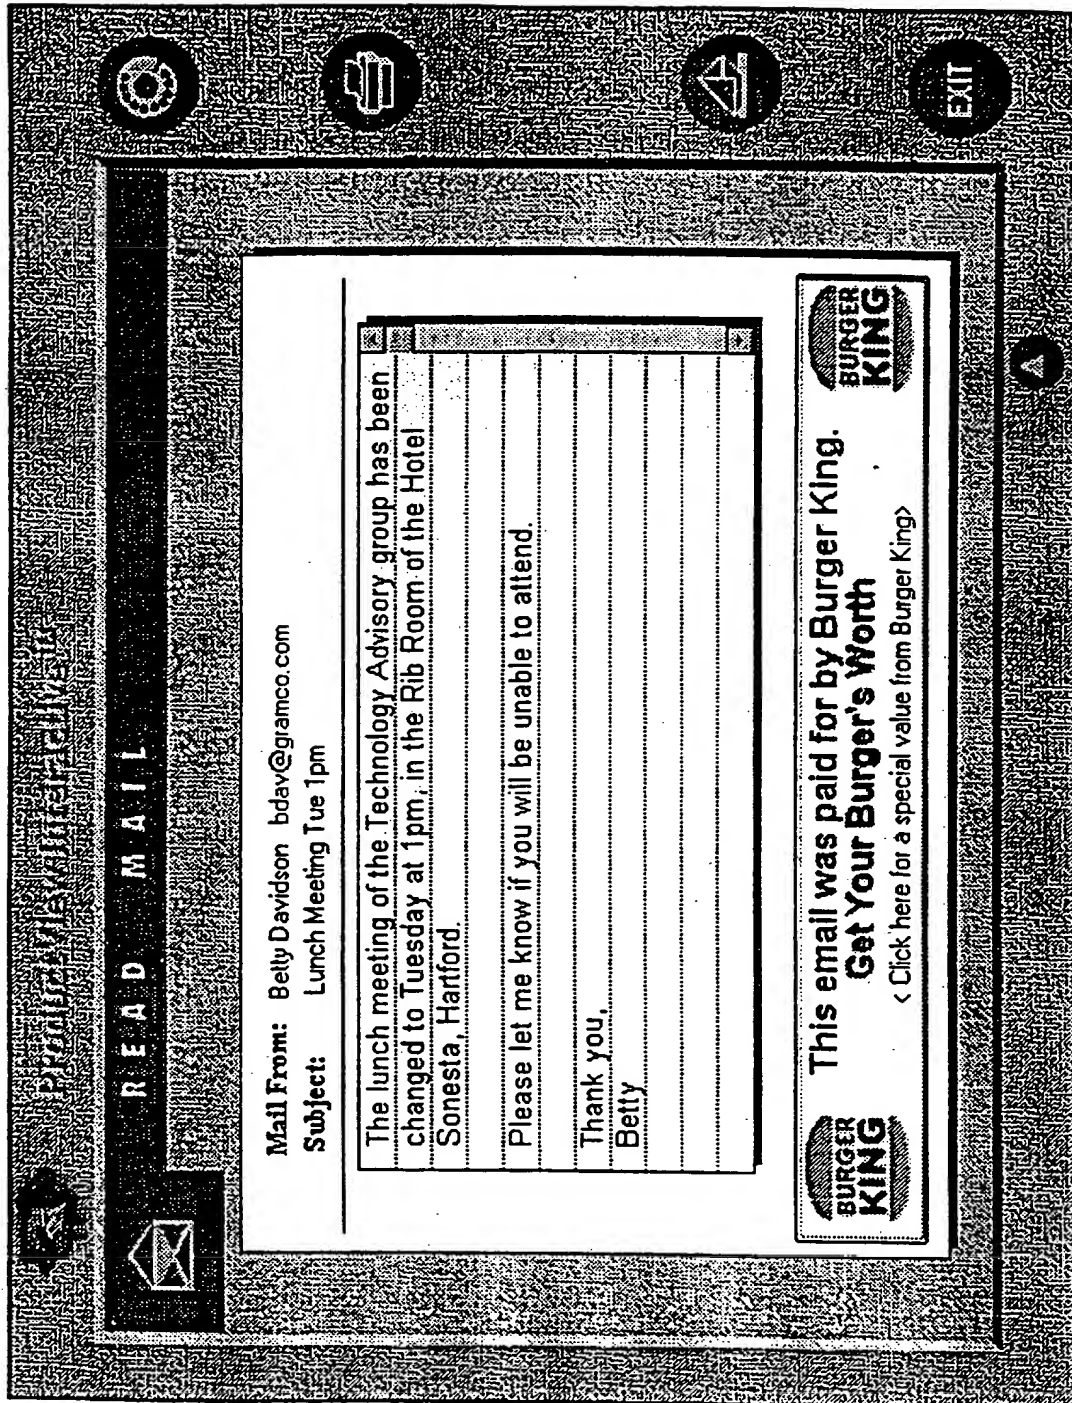 READ MAIL
Mail From: Betty Davidson bdav@gramco.com
Subject: Lunch Meeting Tue 1pm
The lunch meeting of the Technology Advisory group has been
changed to Tuesday at 1pm, in the Rib Room of the Hotel
Sonesta, Hartford.
Please let me know if you will be unable to attend.
Thank you,
Betty
BURGER
KING
This email was paid for by Burger King.
Get Your Burger's Worth
< Click here for a special value from Burger King>
BURGER
KING
EXIT